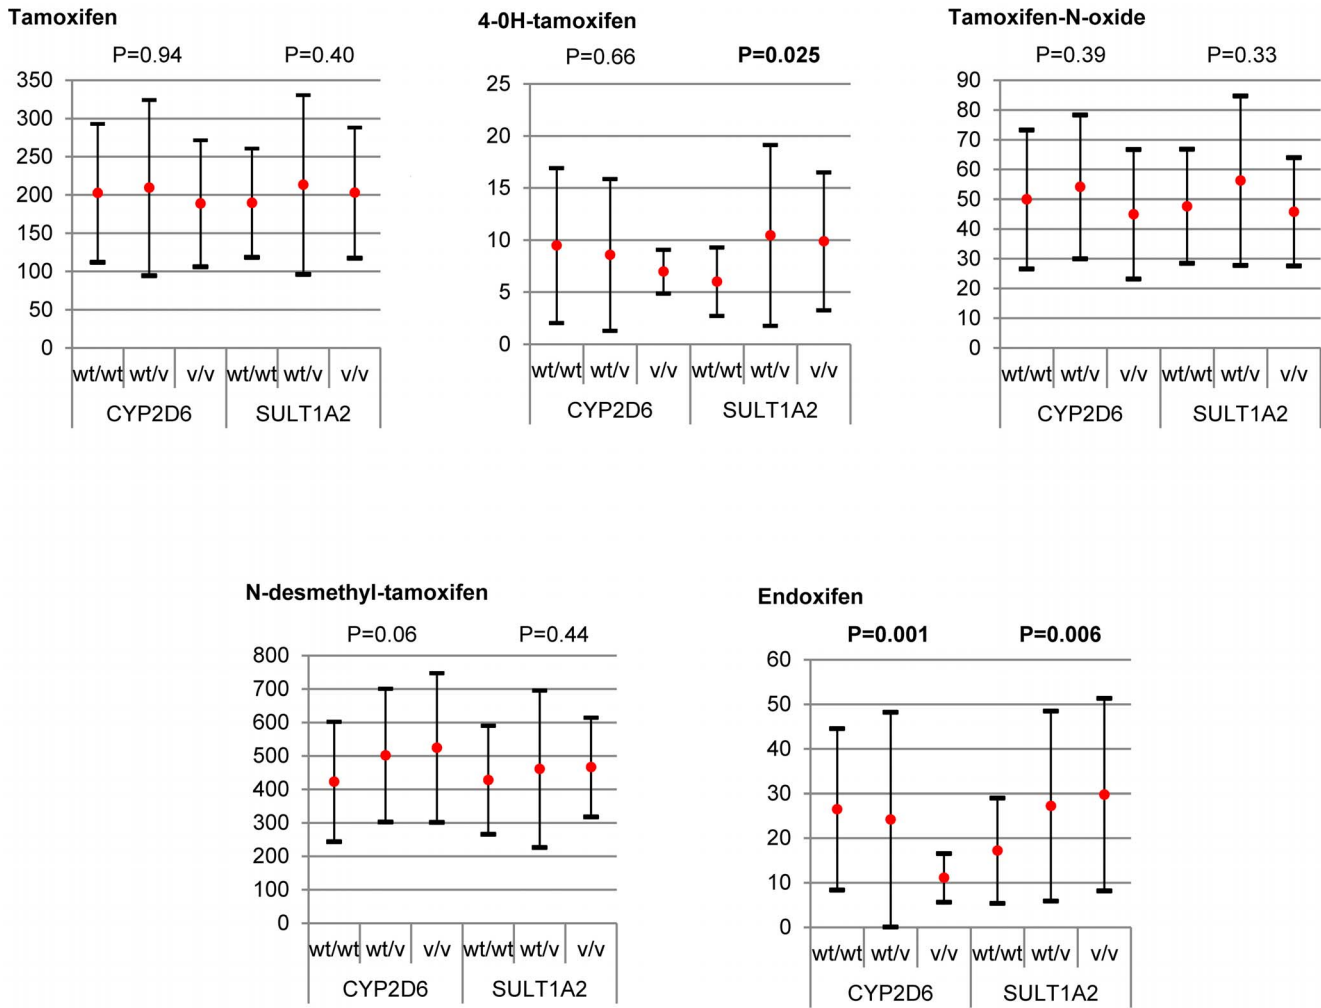 Tamoxifen
P=0.94 P=0.40
350
300
250
200
150
100
50
0
wt/wt wt/v v/v wt/wt wt/v v/v
CYP2D6 SULT1A2
4-0H-tamoxifen
P=0.66 P=0.025
25
20
15
10
5
0
wt/wt wt/v v/v wt/wt wt/v v/v
CYP2D6 SULT1A2
Tamoxifen-N-oxide
P=0.39 P=0.33
90
80
70
60
50
40
30
20
10
0
wt/wt wt/v v/v wt/wt wt/v v/v
CYP2D6 SULT1A2
N-desmethyl-tamoxifen
P=0.06 P=0.44
800
700
600
500
400
300
200
100
0
wt/wt wt/v v/v wt/wt wt/v v/v
CYP2D6 SULT1A2
Endoxifen
P=0.001 P=0.006
60
50
40
30
20
10
0
wt/wt wt/v v/v wt/wt wt/v v/v
CYP2D6 SULT1A2